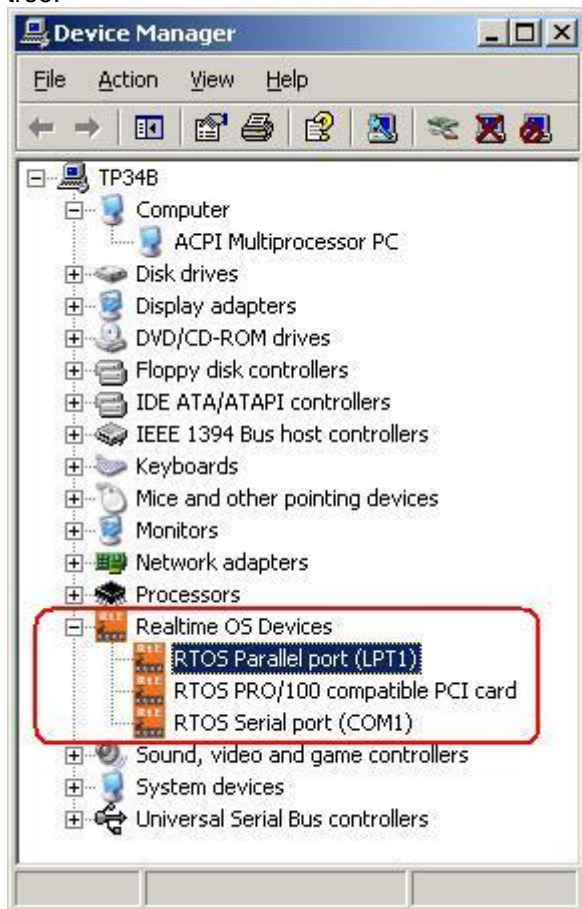 tree:
Device Manager
File Action View Help
TP34B
Computer
ACPI Multiprocessor PC
Disk drives
Display adapters
DVD/CD-ROM drives
Floppy disk controllers
IDE ATA/ATAPI controllers
IEEE 1394 Bus host controllers
Keyboards
Mice and other pointing devices
Monitors
Network adapters
Processors
Realtime OS Devices
RTOS Parallel port (LPT1)
RTOS PRO/100 compatible PCI card
RTOS Serial port (COM1)
Sound, video and game controllers
System devices
Universal Serial Bus controllers